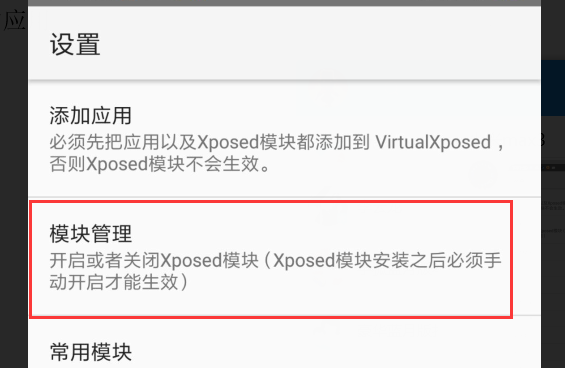 应
设置
添加应用
必须先把应用以及Xposed模块都添加到 VirtualXposed ，
否则Xposed模块不会生效。
模块管理
开启或者关闭Xposed模块（Xposed模块安装之后必须手
动开启才能生效）
常用模块